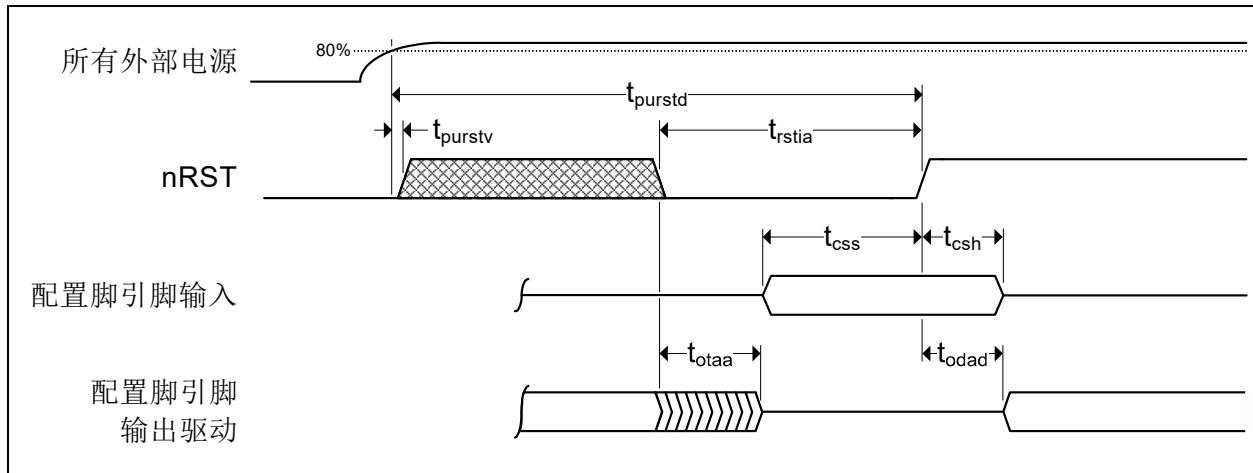 所有外部电源
80%
tpurstd
tpurstv
trstia
nRST
tcss
tcsh
配置脚引脚输入
totaa
todad
配置脚引脚
输出驱动